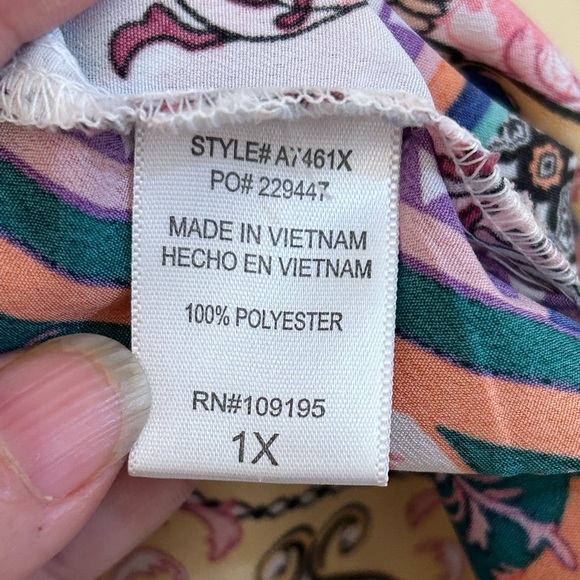 STYLE# A7461X
PO# 229447
MADE IN VIETNAM
HECHO EN VIETNAM
100% POLYESTER
RN#109195
1X